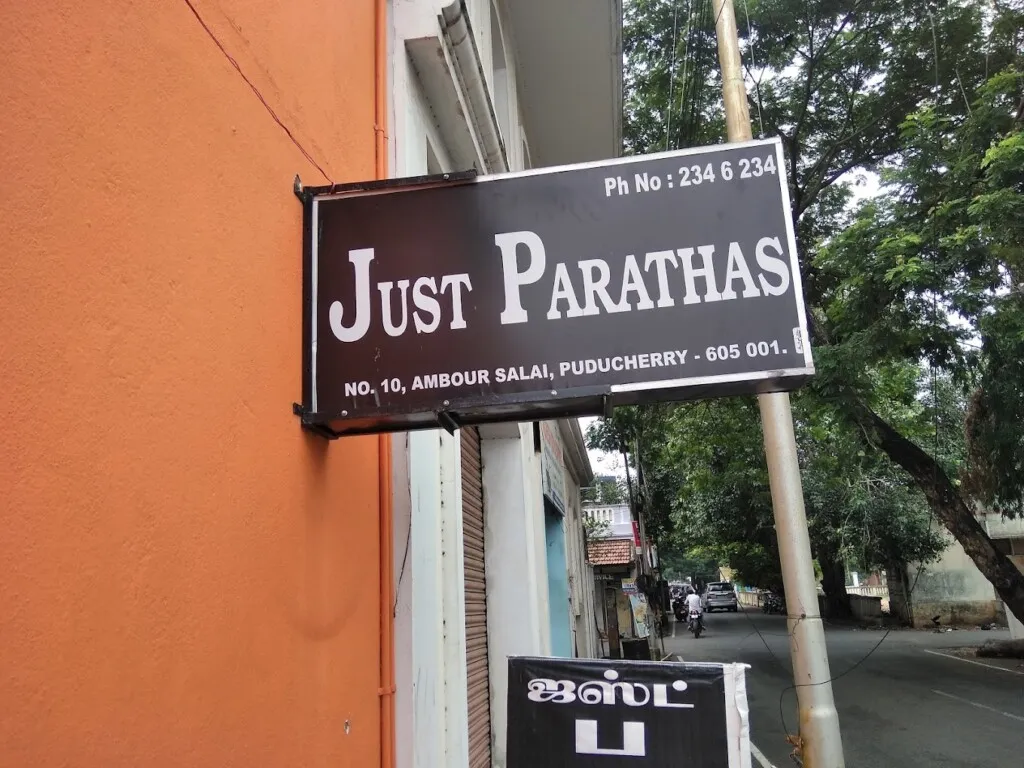 Ph No : 234 6 234
JUST PARATHAS
NO. 10, AMBOUR SALAI, PUDUCHERRY - 605 001.
ஜஸ்ட்
ப